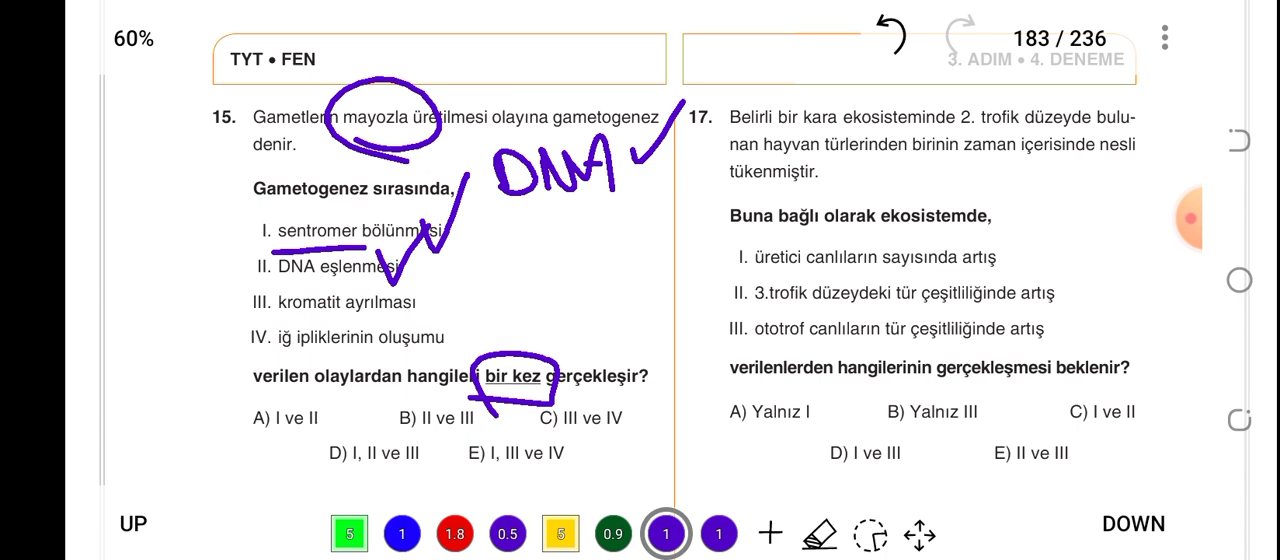 60%
183 / 236
TYT • FEN
3. ADIM • 4. DENEME
15. Gametlerin mayozla üretilmesi olayına gametogenez
denir.
DNA
Gametogenez sırasında,
I. sentromer bölünmesi
II. DNA eşlenmesi
III. kromatit ayrılması
IV. iğ ipliklerinin oluşumu
verilen olaylardan hangileri bir kez gerçekleşir?
A) I ve II B) II ve III C) III ve IV
D) I, II ve III E) I, III ve IV
17. Belirli bir kara ekosisteminde 2. trofik düzeyde bulu-
nan hayvan türlerinden birinin zaman içerisinde nesli
tükenmiştir.
Buna bağlı olarak ekosistemde,
I. üretici canlıların sayısında artış
II. 3.trofik düzeydeki tür çeşitliliğinde artış
III. ototrof canlıların tür çeşitliliğinde artış
verilenlerden hangilerinin gerçekleşmesi beklenir?
A) Yalnız I B) Yalnız III C) I ve II
D) I ve III E) II ve III
UP
5 1 1.8 0.5 5 0.9 1 1
DOWN